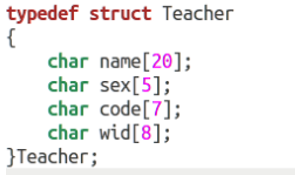 typedef struct Teacher
{
    char name[20];
    char sex[5];
    char code[7];
    char wid[8];
}Teacher;